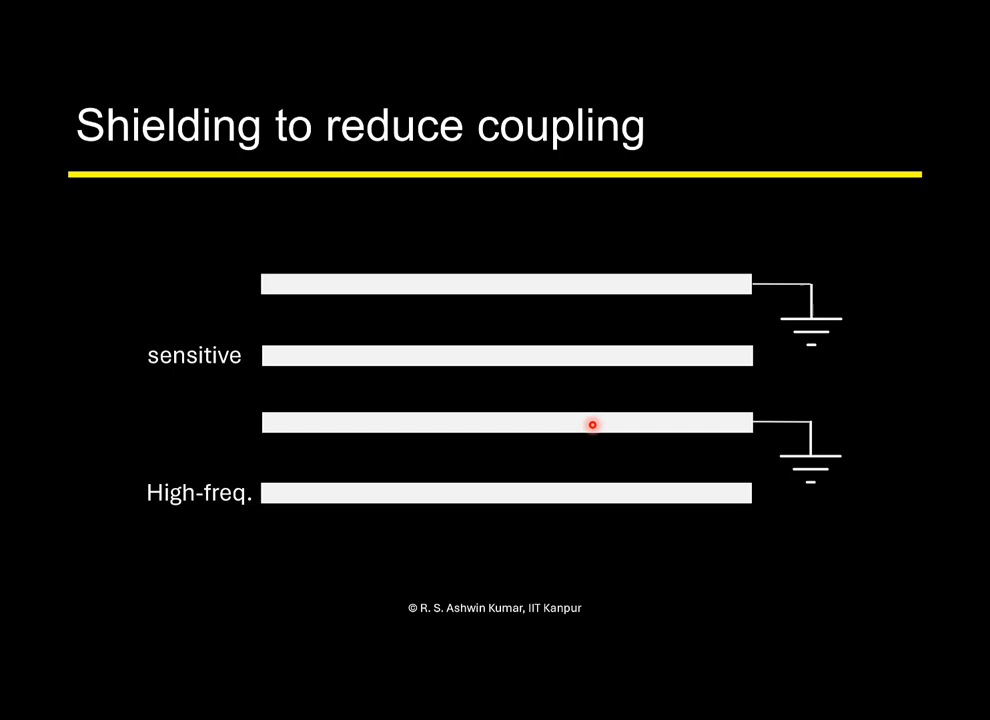 Shielding to reduce coupling
sensitive
High-freq.
© R. S. Ashwin Kumar, IIT Kanpur